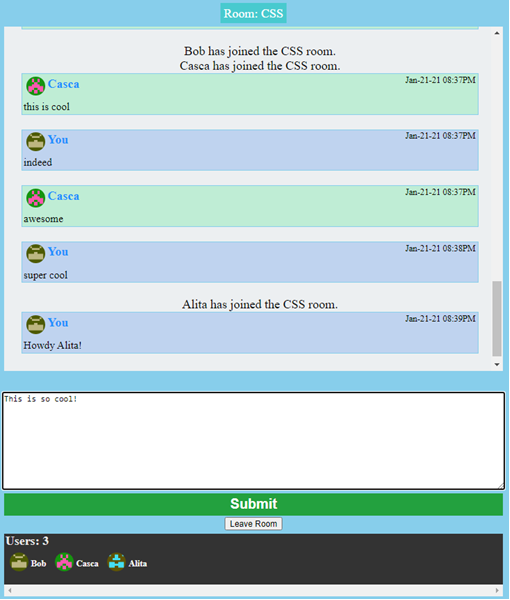 Room: CSS
Bob has joined the CSS room.
Casca has joined the CSS room.
Casca Jan-21-21 08:37PM
this is cool
You Jan-21-21 08:37PM
indeed
Casca Jan-21-21 08:37PM
awesome
You Jan-21-21 08:38PM
super cool
Alita has joined the CSS room.
You Jan-21-21 08:39PM
Howdy Alita!
This is so cool!
Submit
Leave Room
Users: 3
Bob Casca Alita